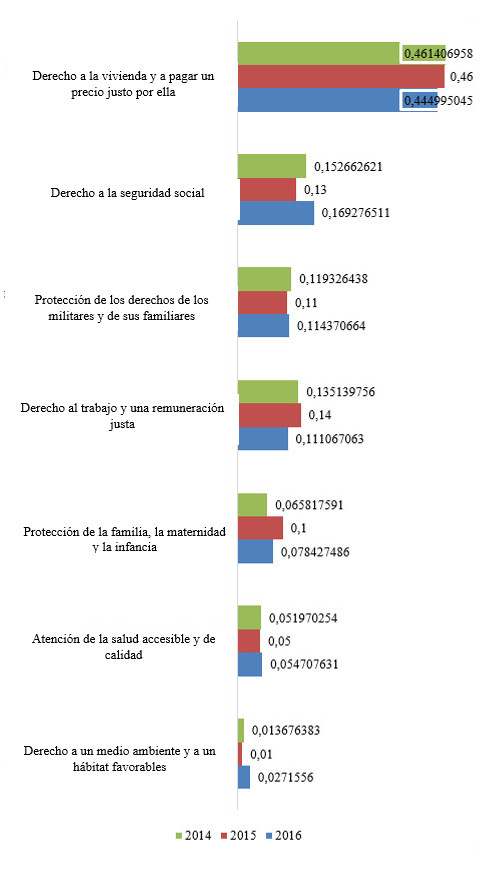 0,461406958
Derecho a la vivienda y a pagar un
precio justo por ella
0,46
0,444995045
0,152662621
Derecho a la seguridad social
0,13
0,169276511
0,119326438
Protección de los derechos de los
militares y de sus familiares
0,11
0,114370664
0,135139756
Derecho al trabajo y una remuneración
justa
0,14
0,111067063
0,065817591
Protección de la familia, la maternidad
y la infancia
0,1
0,078427486
0,051970254
Atención de la salud accesible y de
calidad
0,05
0,054707631
0,013676383
Derecho a un medio ambiente y a un
hábitat favorables
0,01
0,0271556
2014 2015 2016